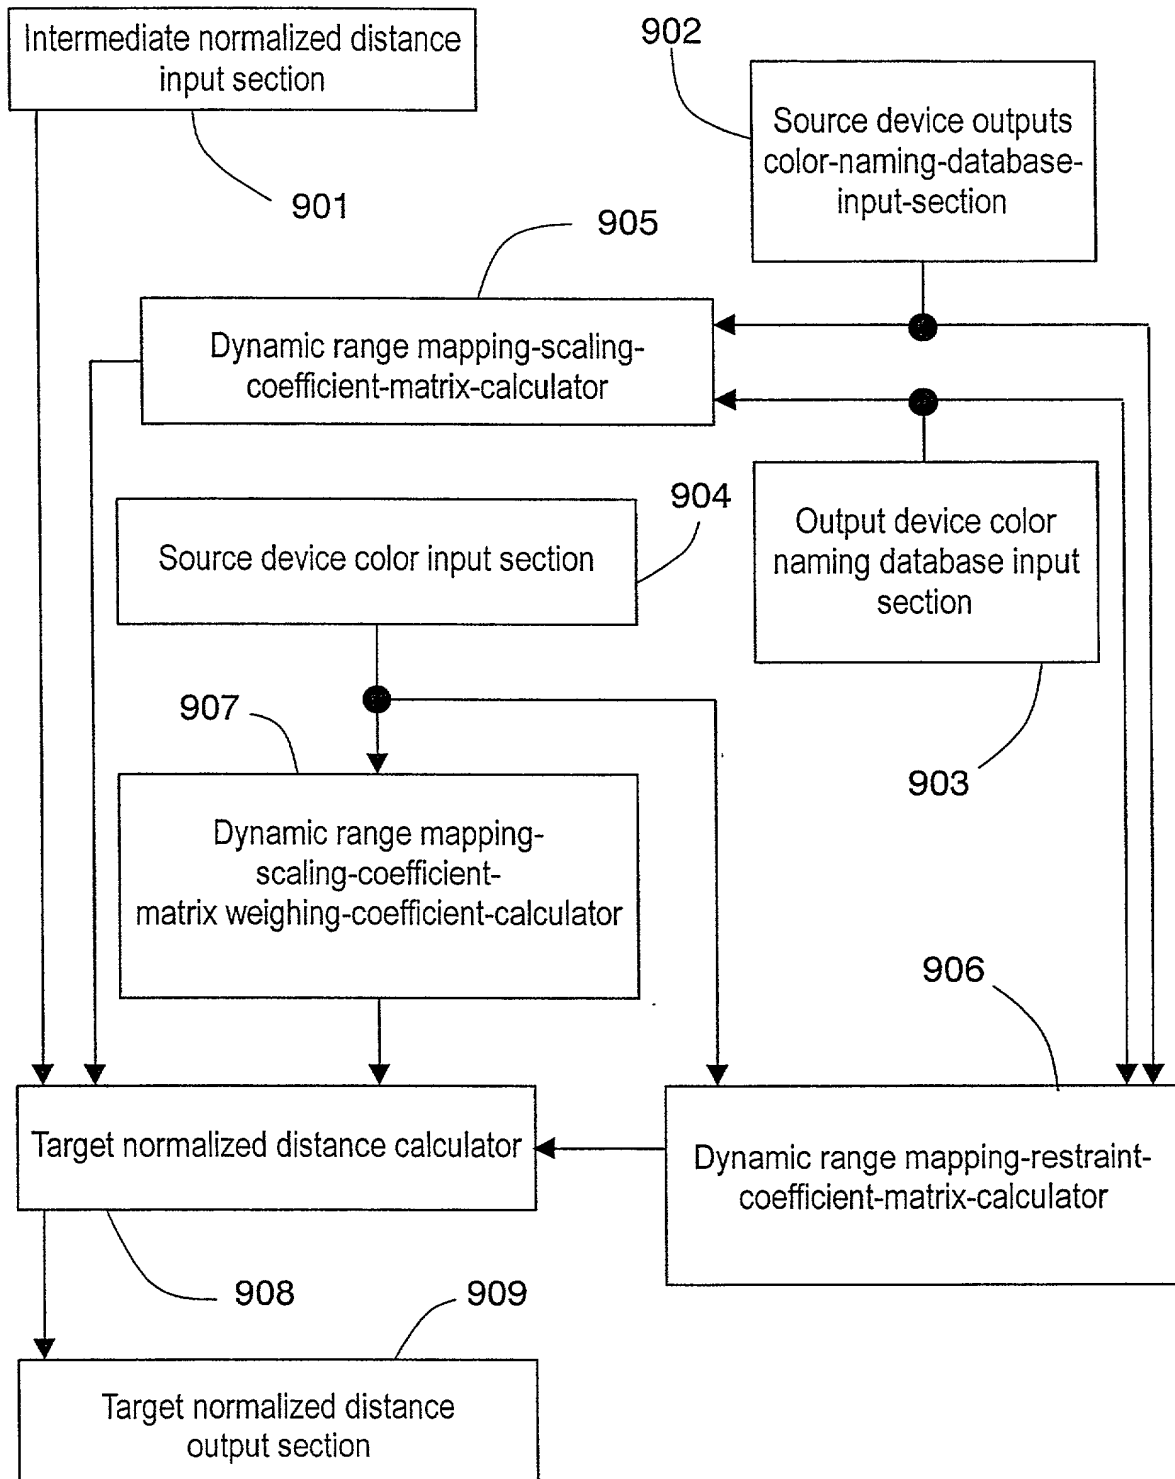 Intermediate normalized distance
input section
901
902
Source device outputs
color-naming-database-
input-section
905
Dynamic range mapping-scaling-
coefficient-matrix-calculator
904
Source device color input section
Output device color
naming database input
section
903
907
Dynamic range mapping-
scaling-coefficient-
matrix weighing-coefficient-calculator
906
Target normalized distance calculator
Dynamic range mapping-restraint-
coefficient-matrix-calculator
908
909
Target normalized distance
output section